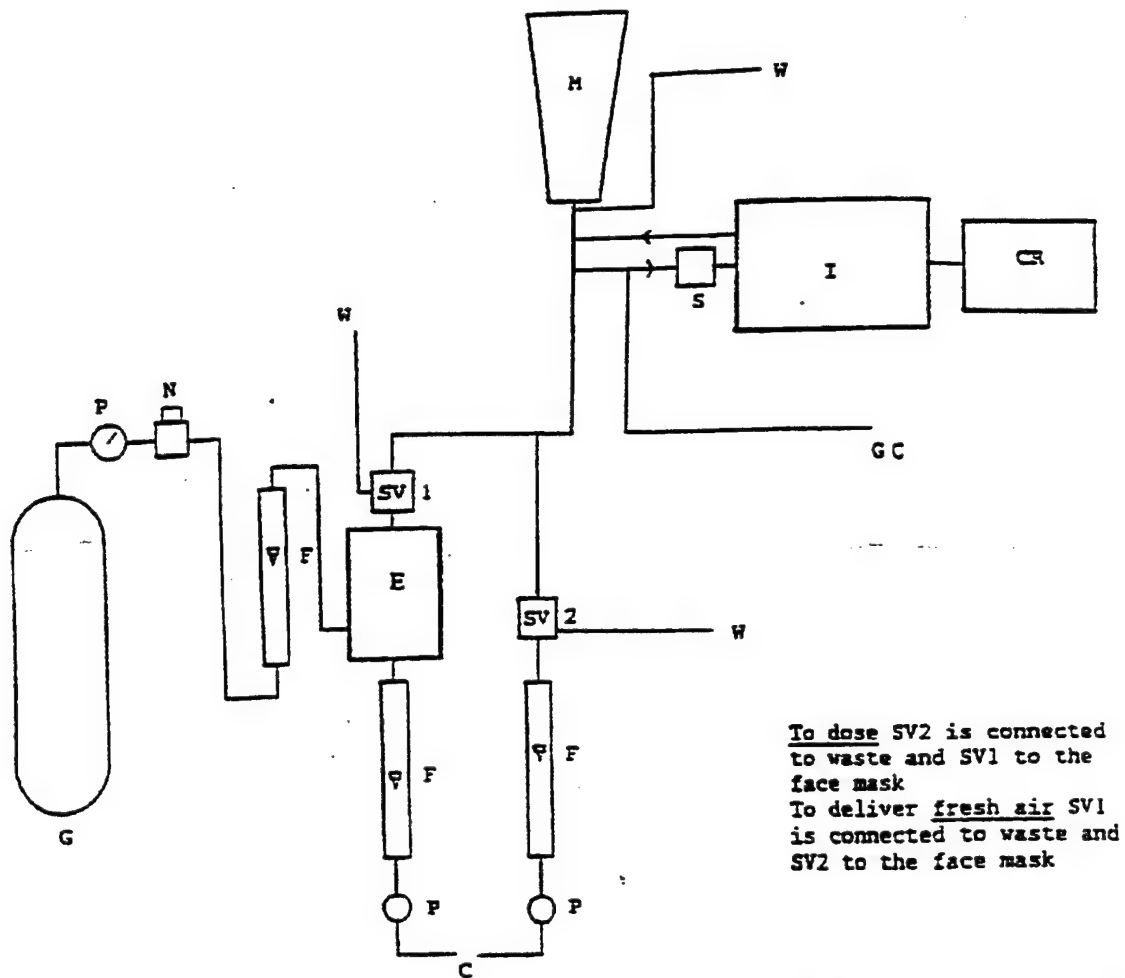 M
W
I
CR
S
W
N
P
GC
SV 1
F
E
SV 2
W
F
F
G
P
P
C
To dose SV2 is connected
to waste and SV1 to the
face mask
To deliver fresh air SV1
is connected to waste and
SV2 to the face mask